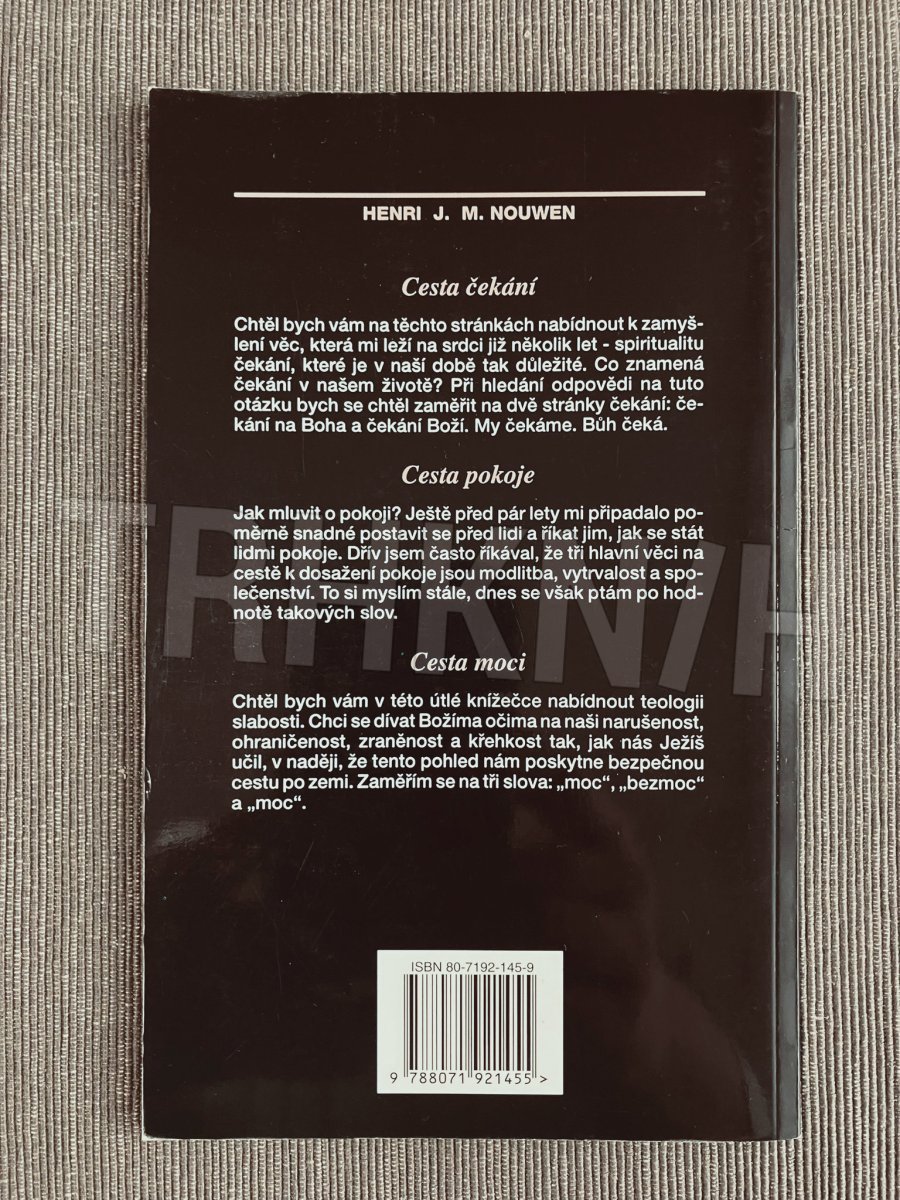 HENRI J. M. NOUWEN
Cesta čekání
Chtěl bych vám na těchto stránkách nabídnout k zamyš-
lení věc, která mi leží na srdci již několik let - spiritualitu
čekání, které je v naší době tak důležité. Co znamená
čekání v našem životě? Při hledání odpovědi na tuto
otázku bych se chtěl zaměřit na dvě stránky čekání: če-
kání na Boha a čekání Boží. My čekáme. Bůh čeká.
Cesta pokoje
Jak mluvit o pokoji? Ještě před pár lety mi připadalo po-
měrně snadné postavit se před lidi a říkat jim, jak se stát
lidmi pokoje. Dřív jsem často říkával, že tři hlavní věci na
cestě k dosažení pokoje jsou modlitba, vytrvalost a spo-
lečenství. To si myslím stále, dnes se však ptám po hod-
notě takových slov.
TRHKNIH
Cesta moci
Chtěl bych vám v této útlé knížečce nabídnout teologii
slabosti. Chci se dívat Božíma očima na naši narušenost,
ohraničenost, zraněnost a křehkost tak, jak nás Ježíš
učil, v naději, že tento pohled nám poskytne bezpečnou
cestu po zemi. Zaměřím se na tři slova: „moc“, „bezmoc“
a „moc“.
ISBN 80-7192-145-9
9 788071 921455 >